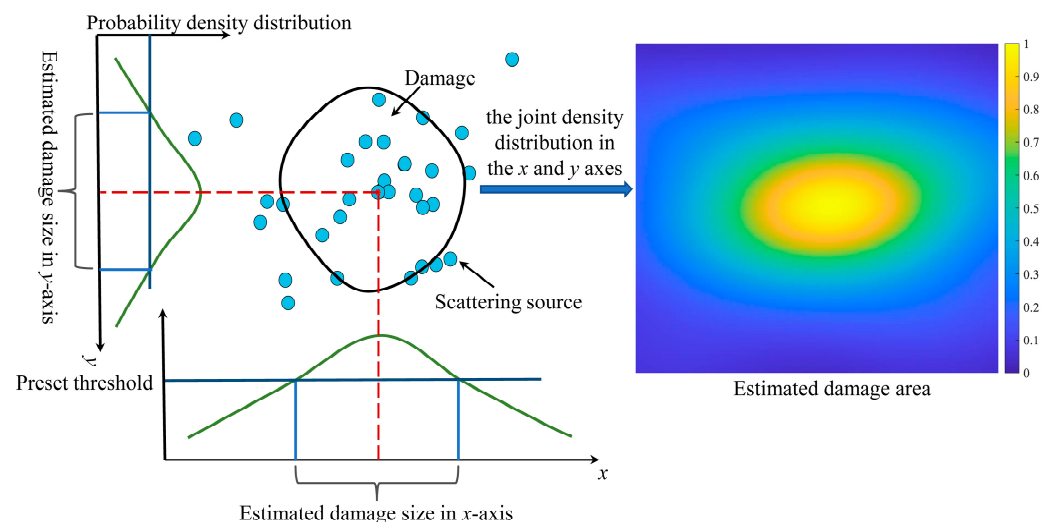 Probability density distribution
Estimated damage size in y-axis
y
Damagc
Scattering source
the joint density
distribution in
the x and y axes
Prcsct thrcshold
x
Estimated damage size in x-axis
1
0.9
0.8
0.7
0.6
0.5
0.4
0.3
0.2
0.1
0
Estimated damage area